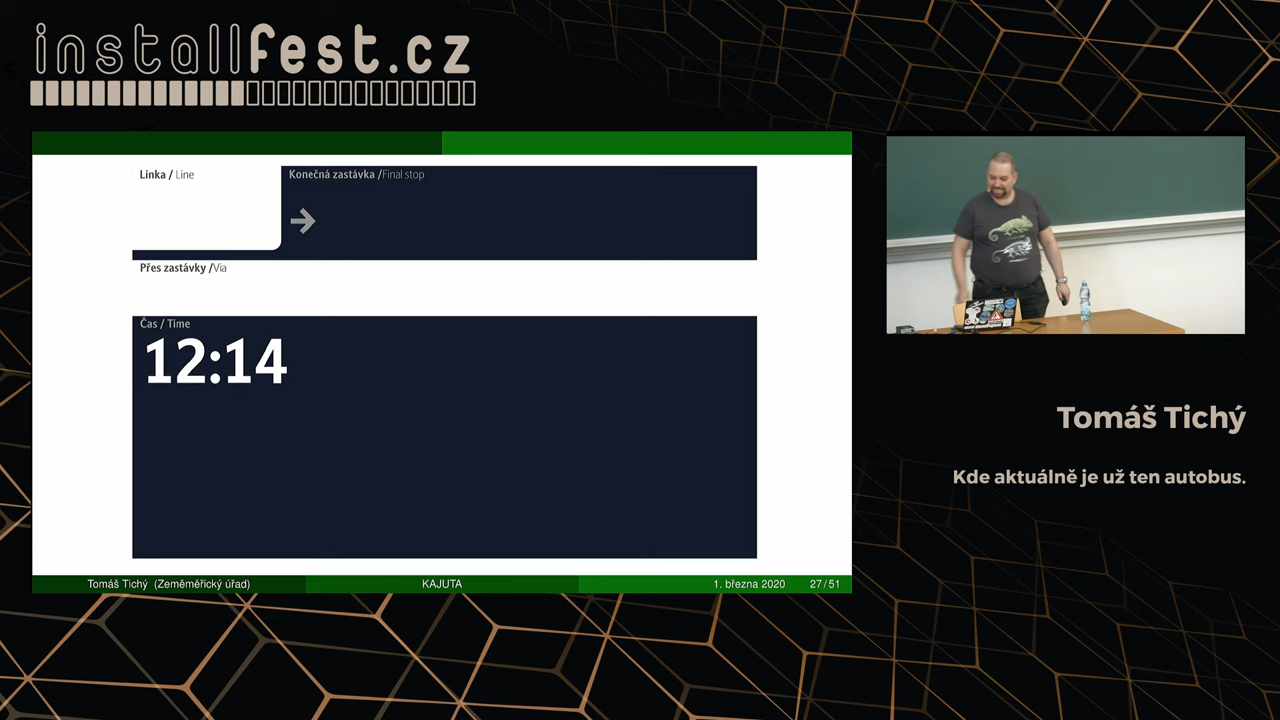 installfest.cz
Linka / Line
Konečná zastávka /Final stop
Přes zastávky /Via
Čas / Time
12:14
Tomáš Tichý (Zeměměřický úřad)
KAJUTA
1. března 2020
27/51
Tomáš Tichý
Kde aktuálně je už ten autobus.